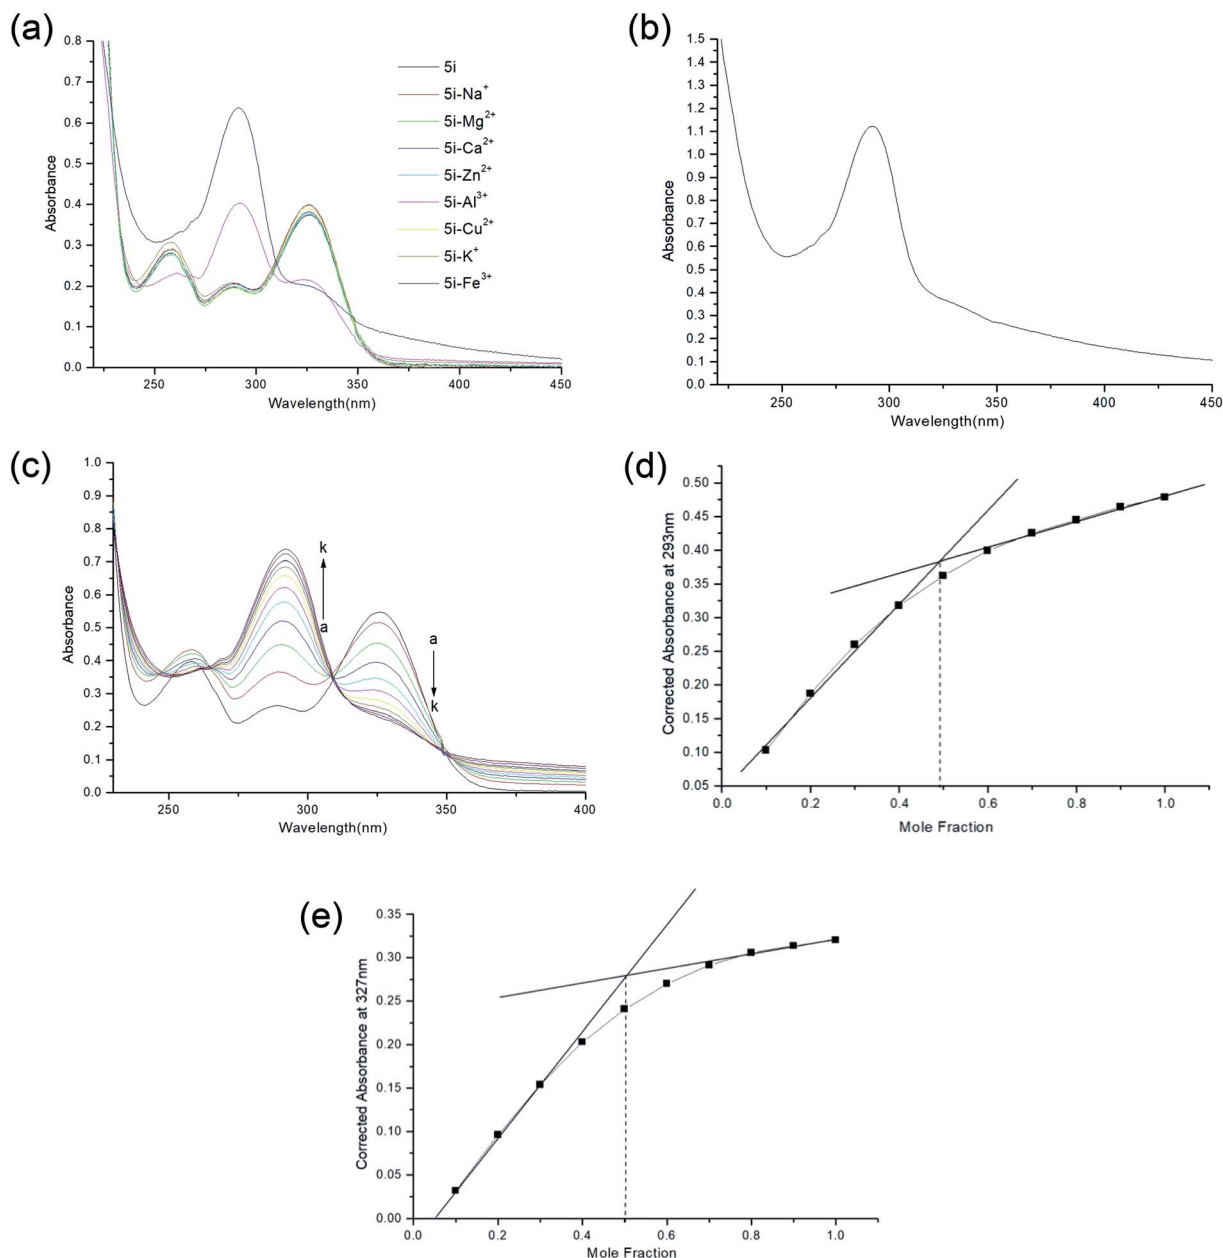 (a)
0.8
0.7
0.6
0.5
0.4
0.3
0.2
0.1
0.0
Absorbance
250 300 350 400 450
Wavelength(nm)
5i
5i-Na+
5i-Mg2+
5i-Ca2+
5i-Zn2+
5i-Al3+
5i-Cu2+
5i-K+
5i-Fe3+
(b)
1.5
1.4
1.3
1.2
1.1
1.0
0.9
0.8
0.7
0.6
0.5
0.4
0.3
0.2
0.1
0.0
Absorbance
250 300 350 400 450
Wavelength(nm)
(c)
1.0
0.9
0.8
0.7
0.6
0.5
0.4
0.3
0.2
0.1
0.0
Absorbance
k
a
a
k
250 300 350 400
Wavelength(nm)
(d)
0.50
0.45
0.40
0.35
0.30
0.25
0.20
0.15
0.10
0.05
Corrected Absorbance at 293nm
0.0 0.2 0.4 0.6 0.8 1.0
Mole Fraction
(e)
0.35
0.30
0.25
0.20
0.15
0.10
0.05
0.00
Corrected Absorbance at 327nm
0.0 0.2 0.4 0.6 0.8 1.0
Mole Fraction